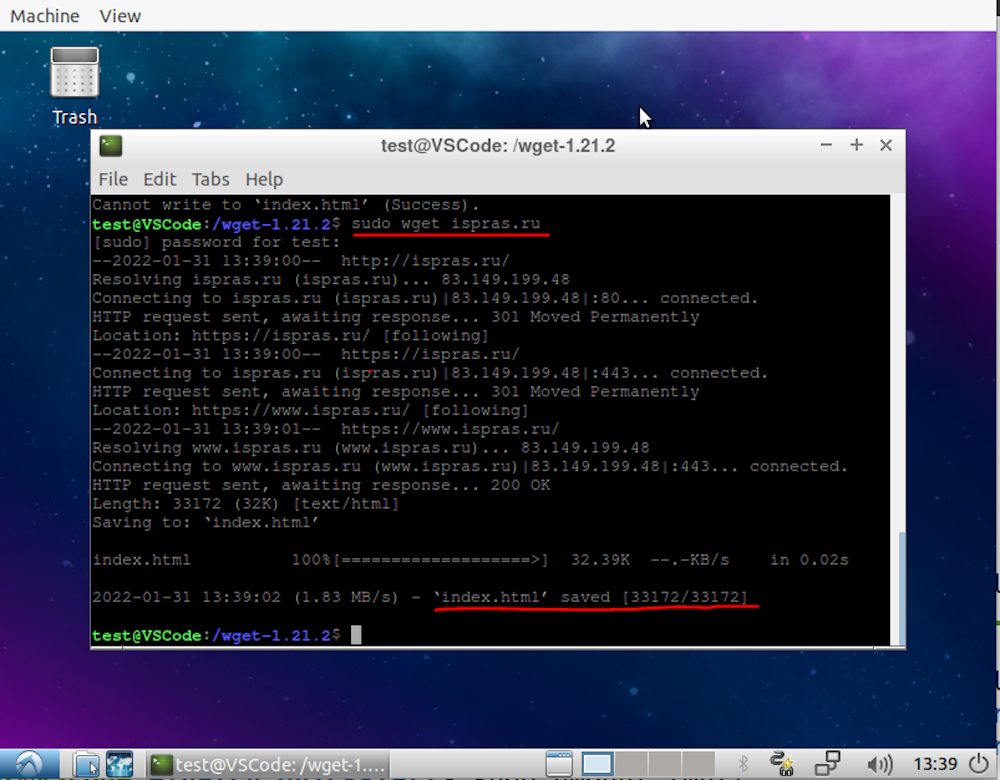 Machine View
Trash
test@VSCode: /wget-1.21.2
File Edit Tabs Help
Cannot write to ‘index.html’ (Success).
test@VSCode:/wget-1.21.2$ sudo wget ispras.ru
[sudo] password for test:
--2022-01-31 13:39:00-- http://ispras.ru/
Resolving ispras.ru (ispras.ru)... 83.149.199.48
Connecting to ispras.ru (ispras.ru)|83.149.199.48|:80... connected.
HTTP request sent, awaiting response... 301 Moved Permanently
Location: https://ispras.ru/ [following]
--2022-01-31 13:39:00-- https://ispras.ru/
Connecting to ispras.ru (ispras.ru)|83.149.199.48|:443... connected.
HTTP request sent, awaiting response... 301 Moved Permanently
Location: https://www.ispras.ru/ [following]
--2022-01-31 13:39:01-- https://www.ispras.ru/
Resolving www.ispras.ru (www.ispras.ru)... 83.149.199.48
Connecting to www.ispras.ru (www.ispras.ru)|83.149.199.48|:443... connected.
HTTP request sent, awaiting response... 200 OK
Length: 33172 (32K) [text/html]
Saving to: ‘index.html’
index.html 100%[===================>] 32.39K --.-KB/s in 0.02s
2022-01-31 13:39:02 (1.83 MB/s) - ‘index.html’ saved [33172/33172]
test@VSCode:/wget-1.21.2$
test@VSCode: /wget-1....
13:39